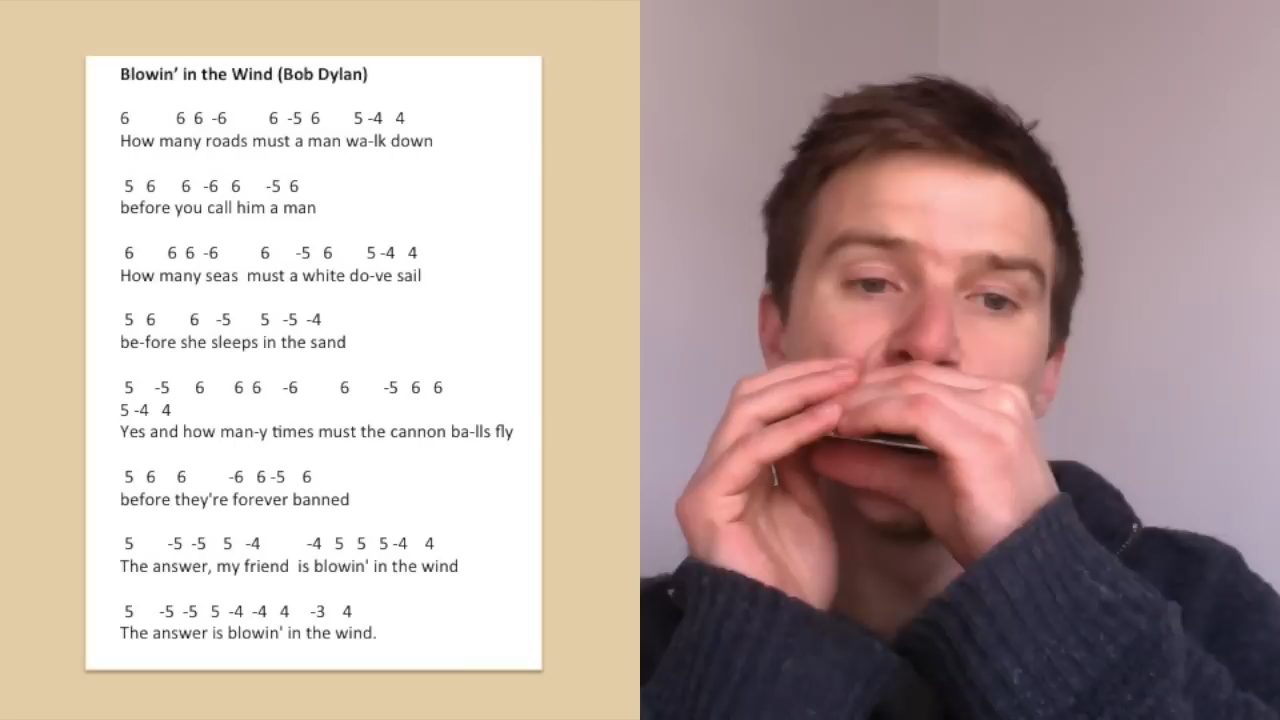 Blowin’ in the Wind (Bob Dylan)
6 6 6 -6 6 -5 6 5 -4 4
How many roads must a man wa-lk down
5 6 6 -6 6 -5 6
before you call him a man
6 6 6 -6 6 -5 6 5 -4 4
How many seas must a white do-ve sail
5 6 6 -5 5 -5 -4
be-fore she sleeps in the sand
5 -5 6 6 6 -6 6 -5 6 6
5 -4 4
Yes and how man-y times must the cannon ba-lls fly
5 6 6 -6 6 -5 6
before they're forever banned
5 -5 -5 5 -4 -4 5 5 5 -4 4
The answer, my friend is blowin' in the wind
5 -5 -5 5 -4 -4 4 -3 4
The answer is blowin' in the wind.